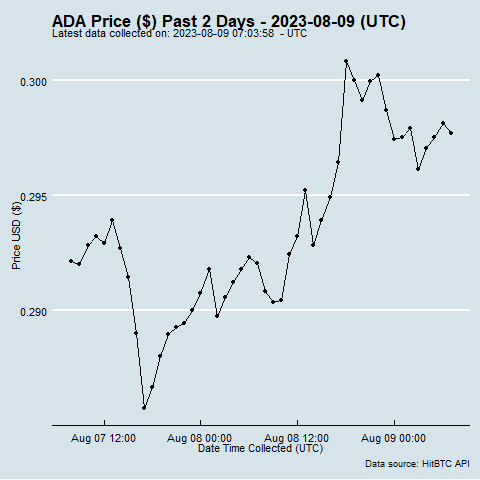 ADA Price ($) Past 2 Days - 2023-08-09 (UTC)
Latest data collected on: 2023-08-09 07:03:58 - UTC
0.300
0.295
0.290
Price USD ($)
Aug 07 12:00 Aug 08 00:00 Aug 08 12:00 Aug 09 00:00
Date Time Collected (UTC)
Data source: HitBTC API